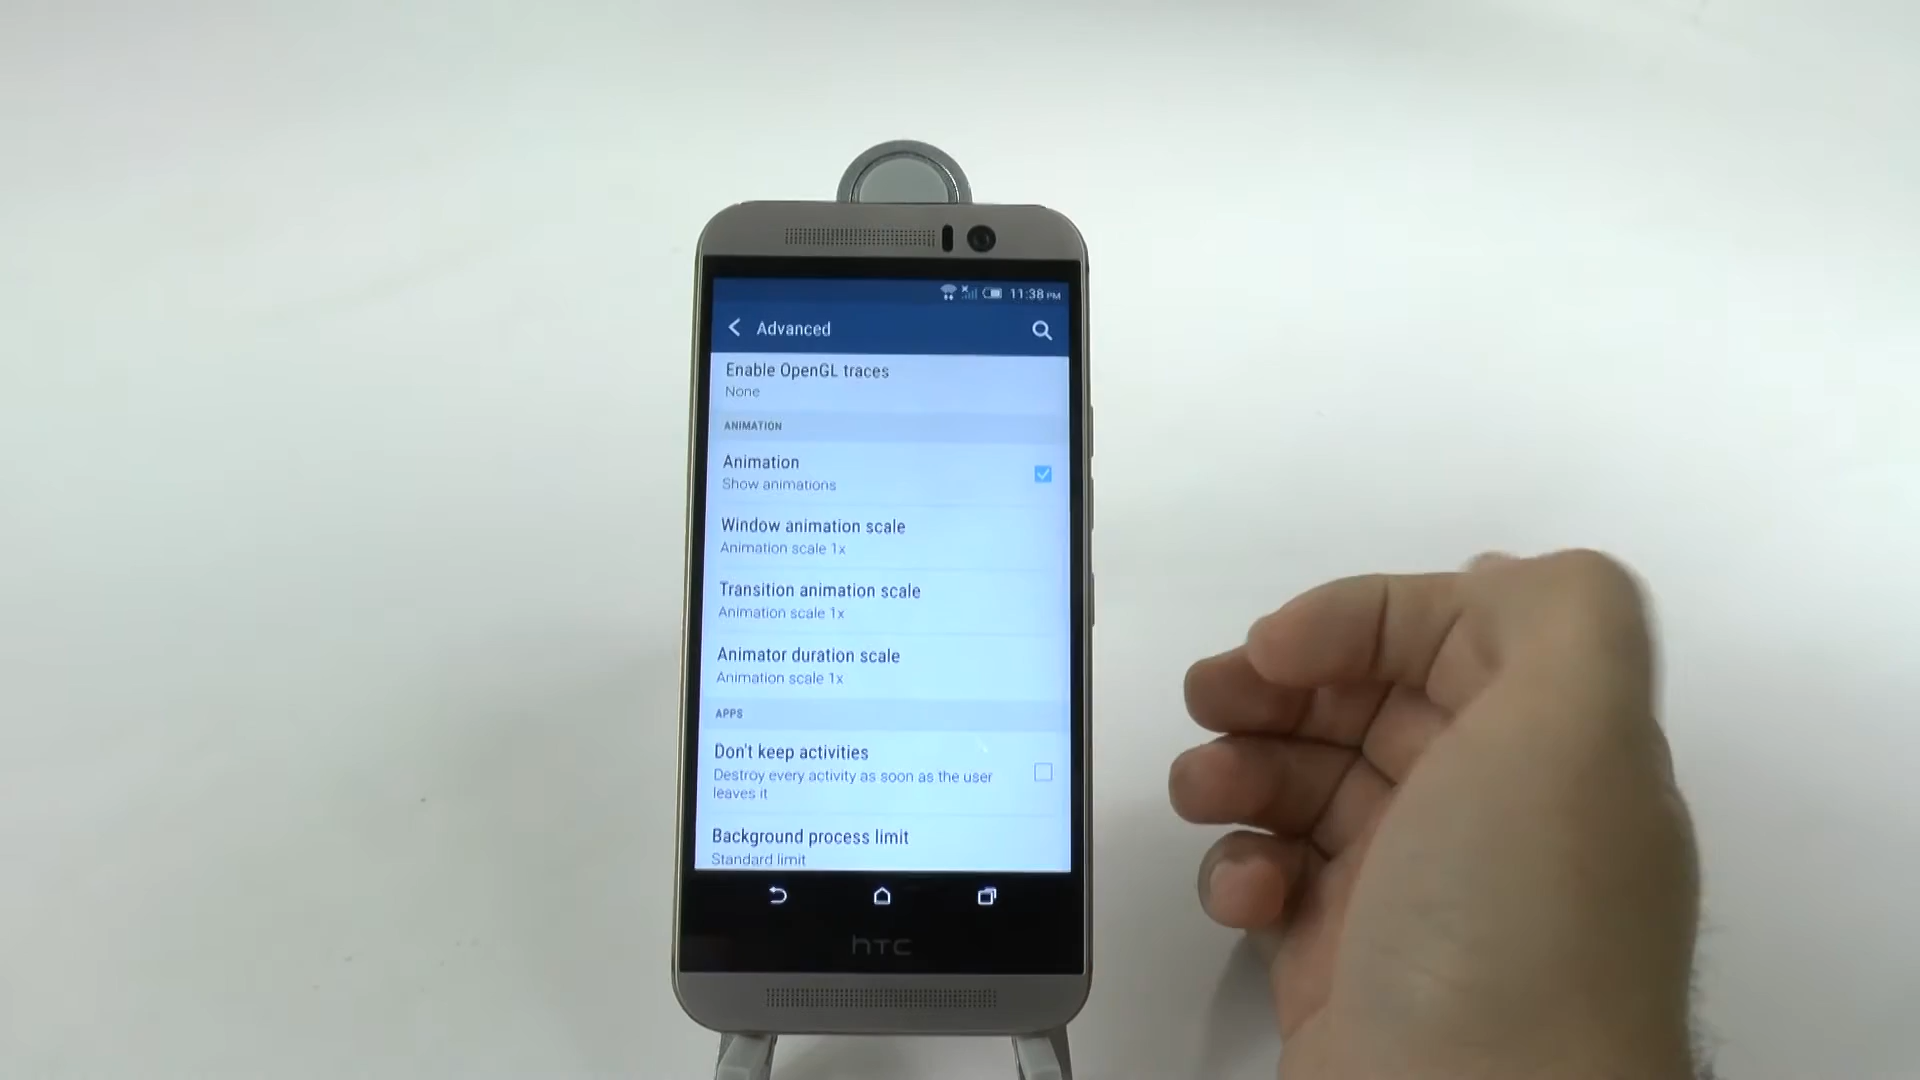 11:38 PM
Advanced
Enable OpenGL traces
None
ANIMATION
Animation
Show animations
Window animation scale
Animation scale 1x
Transition animation scale
Animation scale 1x
Animator duration scale
Animation scale 1x
APPS
Don't keep activities
Destroy every activity as soon as the user
leaves it
Background process limit
Standard limit
hTC